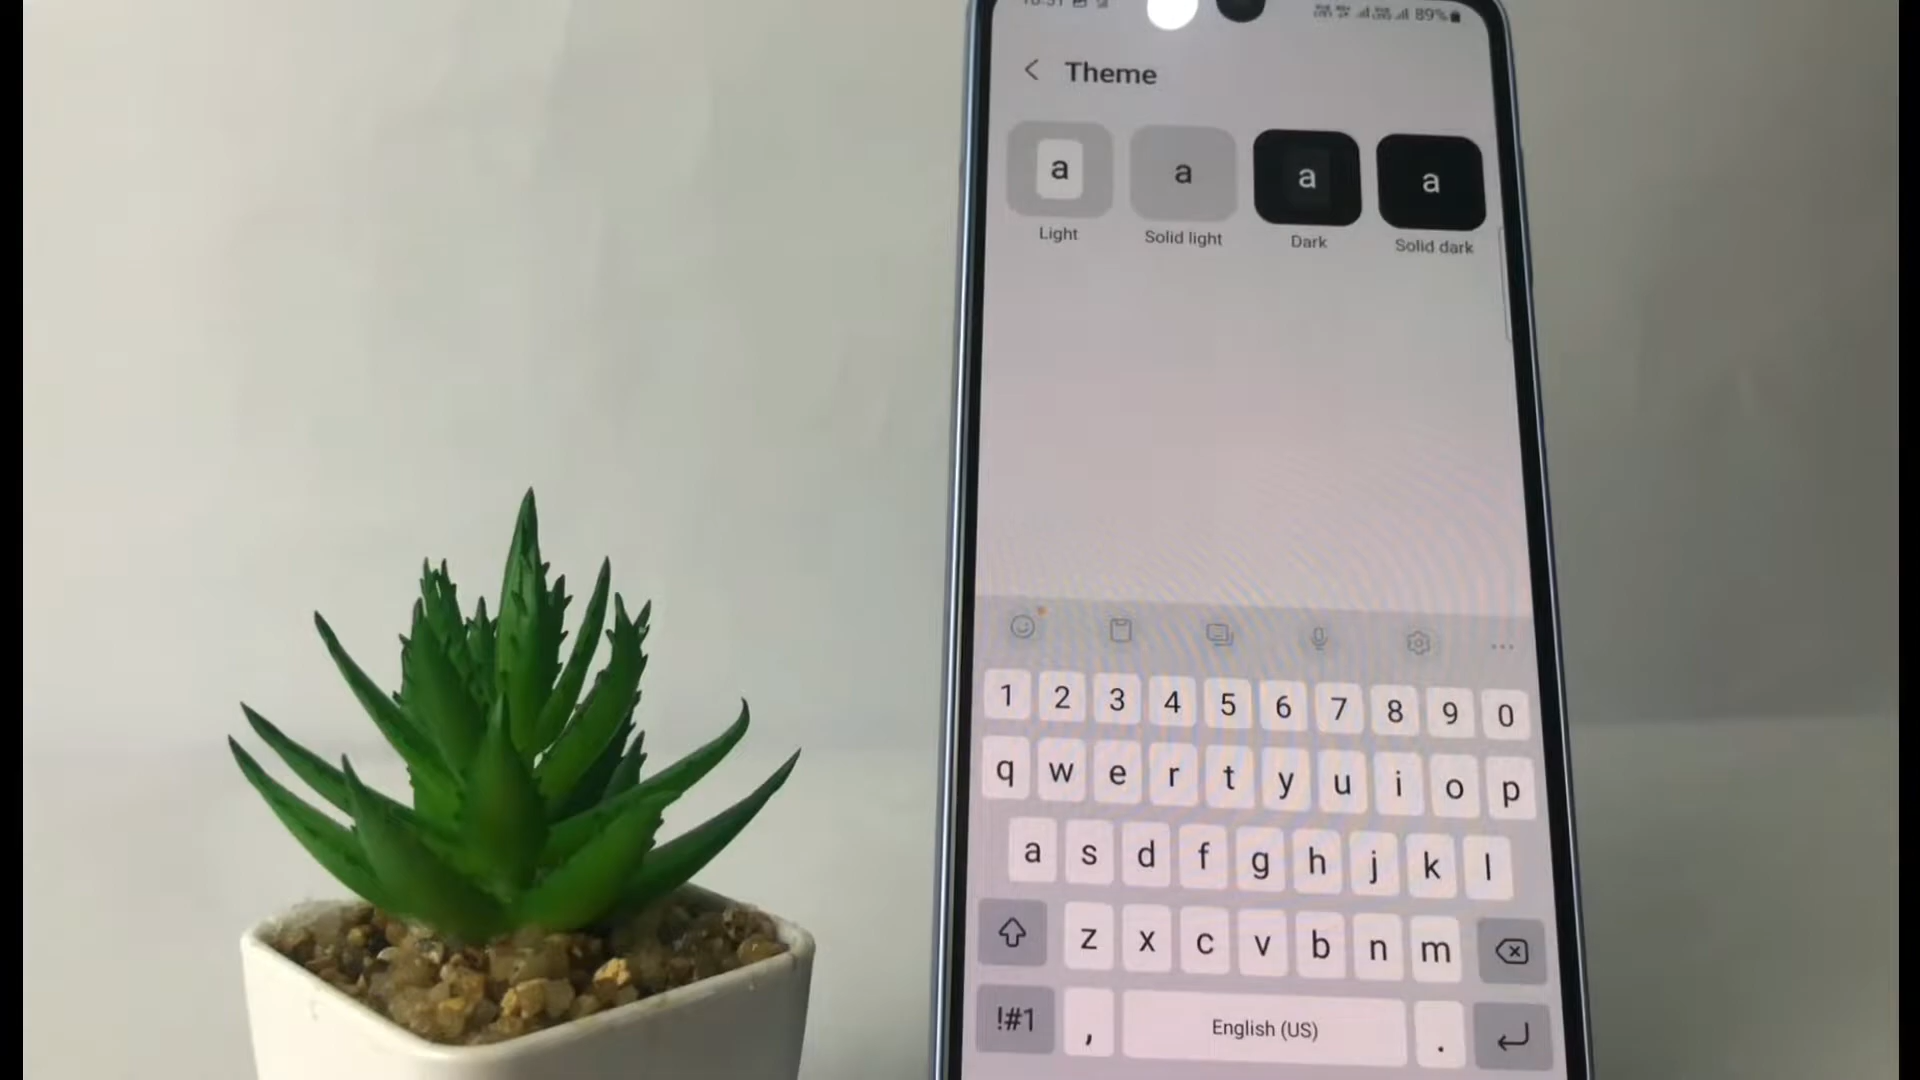 89%
Theme
a a a a
Light Solid light Dark Solid dark
1 2 3 4 5 6 7 8 9 0
q w e r t y u i o p
a s d f g h j k l
z x c v b n m
!#1 , English (US) .